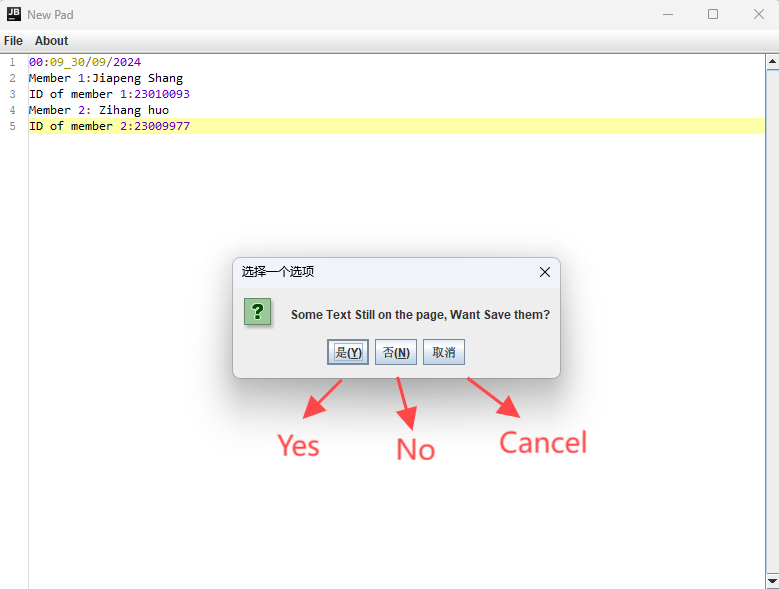 JB New Pad
File About
1 00:09_30/09/2024
2 Member 1:Jiapeng Shang
3 ID of member 1:23010093
4 Member 2: Zihang huo
5 ID of member 2:23009977
选择一个选项
? Some Text Still on the page, Want Save them?
是(Y) 否(N) 取消
Yes No Cancel